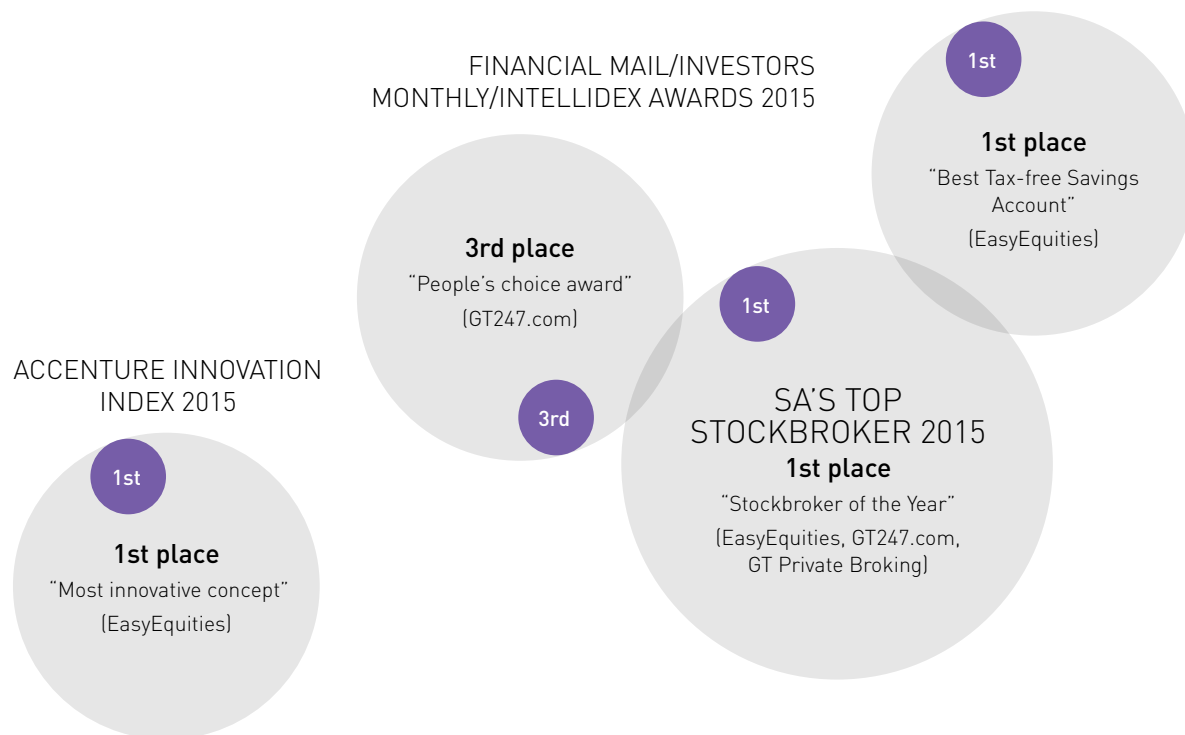 FINANCIAL MAIL/INVESTORS
MONTHLY/INTELLIDEX AWARDS 2015
1st
1st place
“Best Tax-free Savings
Account”
(EasyEquities)
3rd place
“People’s choice award”
(GT247.com)
3rd
1st
SA’S TOP
STOCKBROKER 2015
1st place
“Stockbroker of the Year”
(EasyEquities, GT247.com,
GT Private Broking)
ACCENTURE INNOVATION
INDEX 2015
1st
1st place
“Most innovative concept”
(EasyEquities)